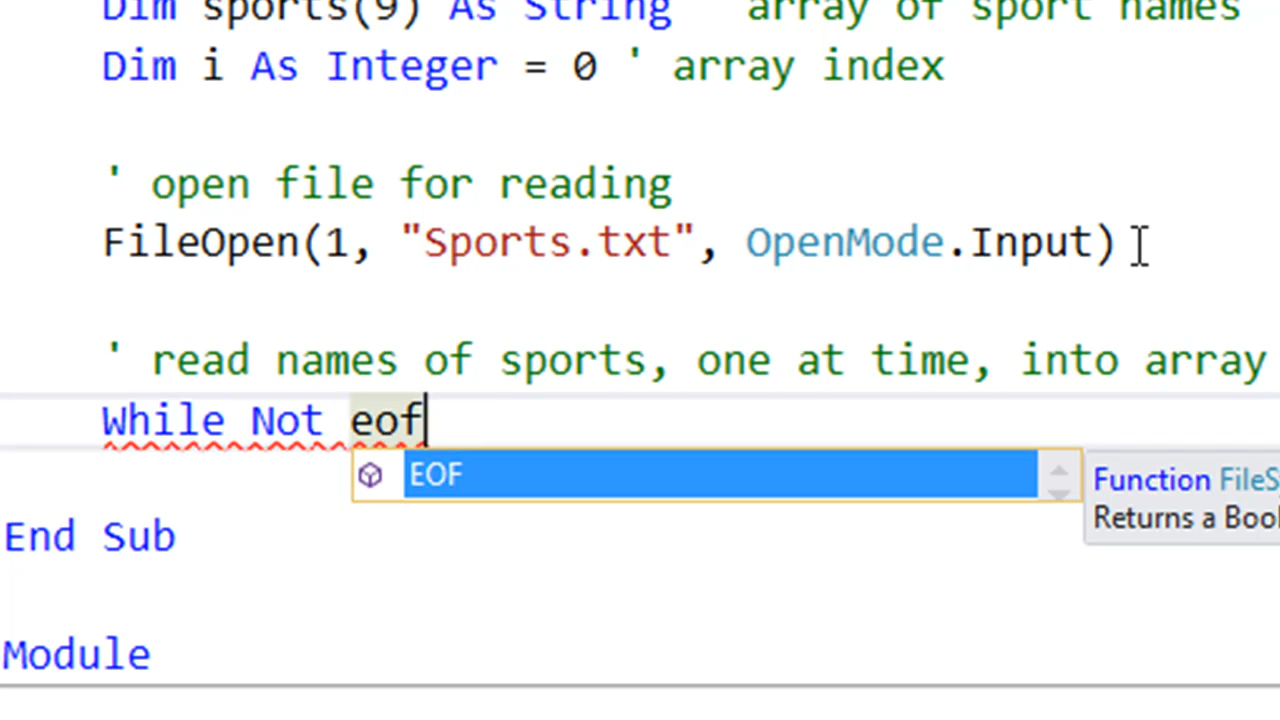 Dim sports(9) As String ' array of sport names
Dim i As Integer = 0 ' array index
' open file for reading
FileOpen(1, "Sports.txt", OpenMode.Input)
' read names of sports, one at time, into array
While Not eof
EOF
Function FileSy
Returns a Bool
End Sub
Module